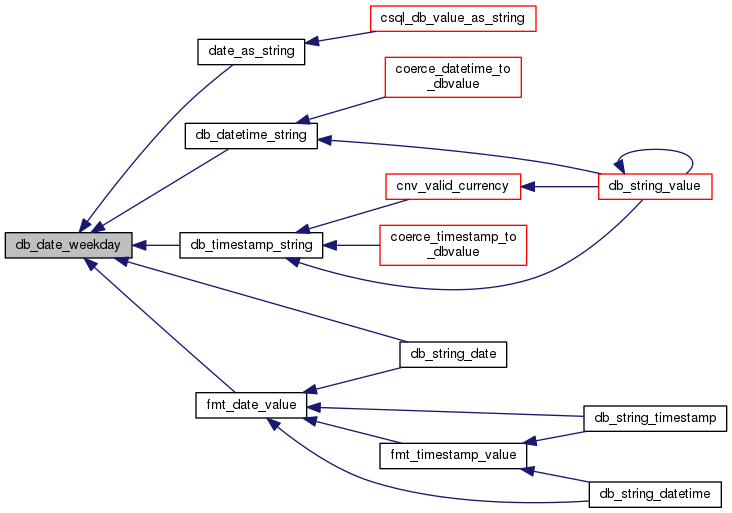 csql_db_value_as_string
date_as_string
coerce_datetime_to
_dbvalue
db_datetime_string
cnv_valid_currency
db_string_value
db_date_weekday
db_timestamp_string
coerce_timestamp_to
_dbvalue
db_string_date
fmt_date_value
db_string_timestamp
fmt_timestamp_value
db_string_datetime